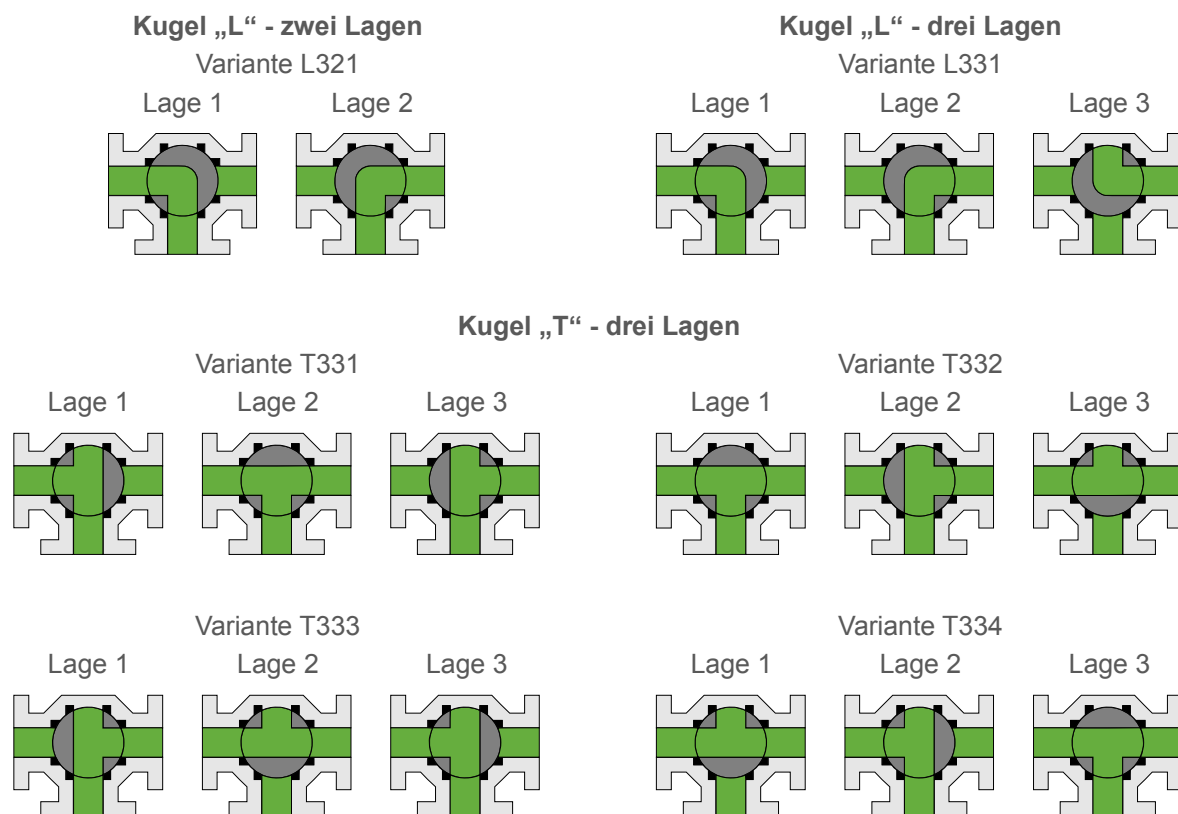 Kugel „L“ - zwei Lagen
Variante L321
Lage 1 Lage 2
Kugel „L“ - drei Lagen
Variante L331
Lage 1 Lage 2 Lage 3
Kugel „T“ - drei Lagen
Variante T331
Lage 1 Lage 2 Lage 3
Variante T332
Lage 1 Lage 2 Lage 3
Variante T333
Lage 1 Lage 2 Lage 3
Variante T334
Lage 1 Lage 2 Lage 3